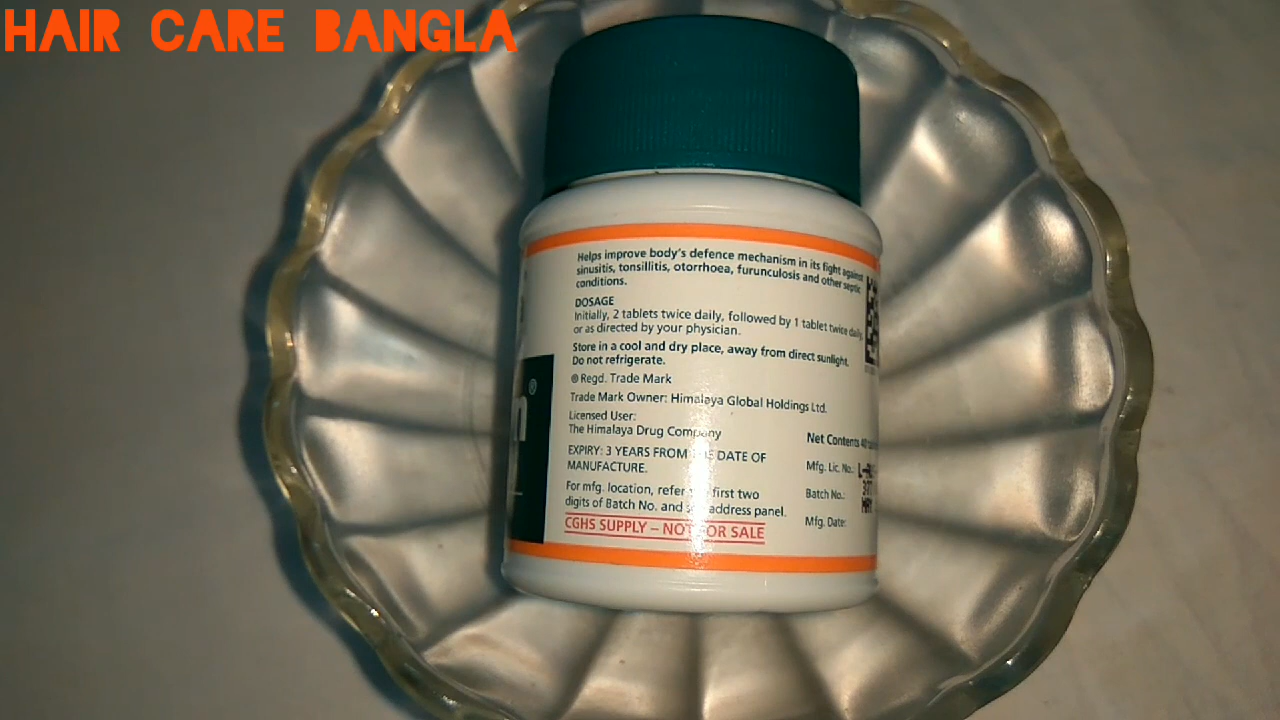 HAIR CARE BANGLA
Helps improve body's defence mechanism in its fight against
sinusitis, tonsillitis, otorrhoea, furunculosis and other septic
conditions.
DOSAGE
Initially, 2 tablets twice daily, followed by 1 tablet twice daily,
or as directed by your physician.
Store in a cool and dry place, away from direct sunlight.
Do not refrigerate.
® Regd. Trade Mark
Trade Mark Owner: Himalaya Global Holdings Ltd.
Licensed User:
The Himalaya Drug Company
EXPIRY: 3 YEARS FROM DATE OF
MANUFACTURE.
For mfg. location, refer first two
digits of Batch No. and address panel.
CGHS SUPPLY – NOT FOR SALE
Net Contents
Mfg. Lic. No.:
Batch No.:
Mfg. Date:
n®